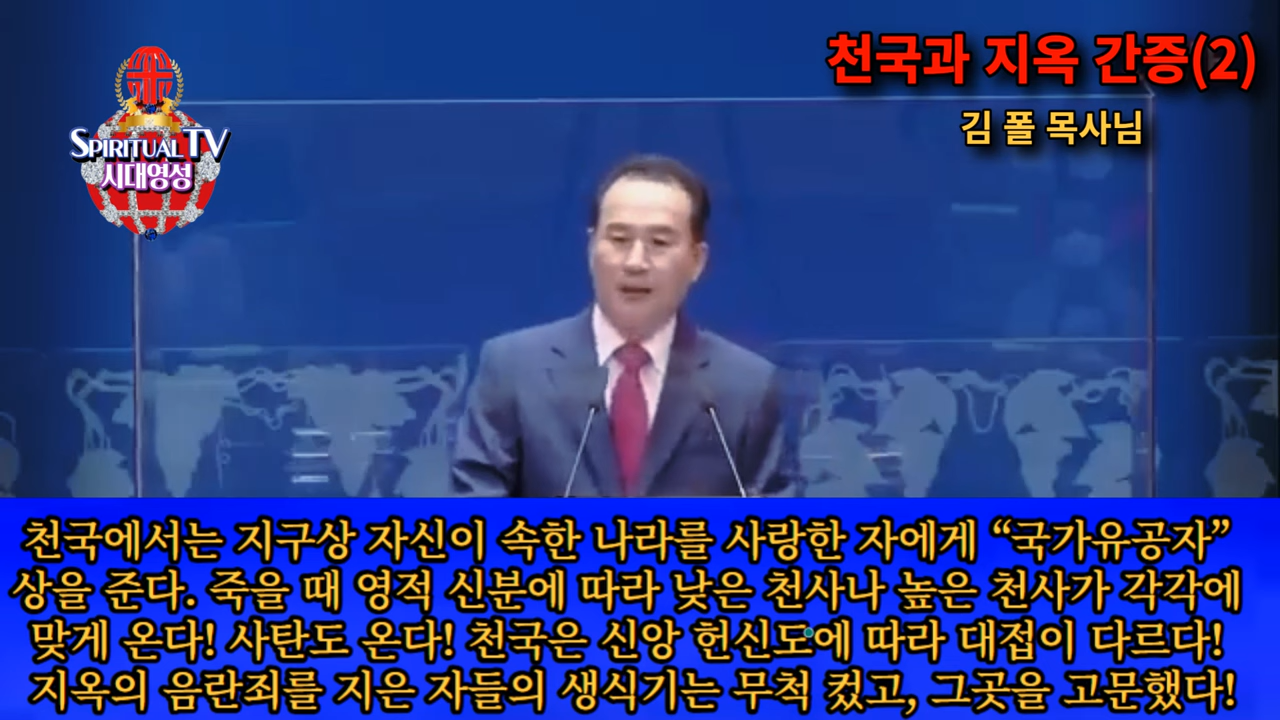 천국과 지옥 간증(2)
김 폴 목사님
SPIRITUAL TV
시대영성
천국에서는 지구상 자신이 속한 나라를 사랑한 자에게 “국가유공자”
상을 준다. 죽을 때 영적 신분에 따라 낮은 천사나 높은 천사가 각각에
맞게 온다! 사탄도 온다! 천국은 신앙 헌신도에 따라 대접이 다르다!
지옥의 음란죄를 지은 자들의 생식기는 무척 컸고, 그곳을 고문했다!